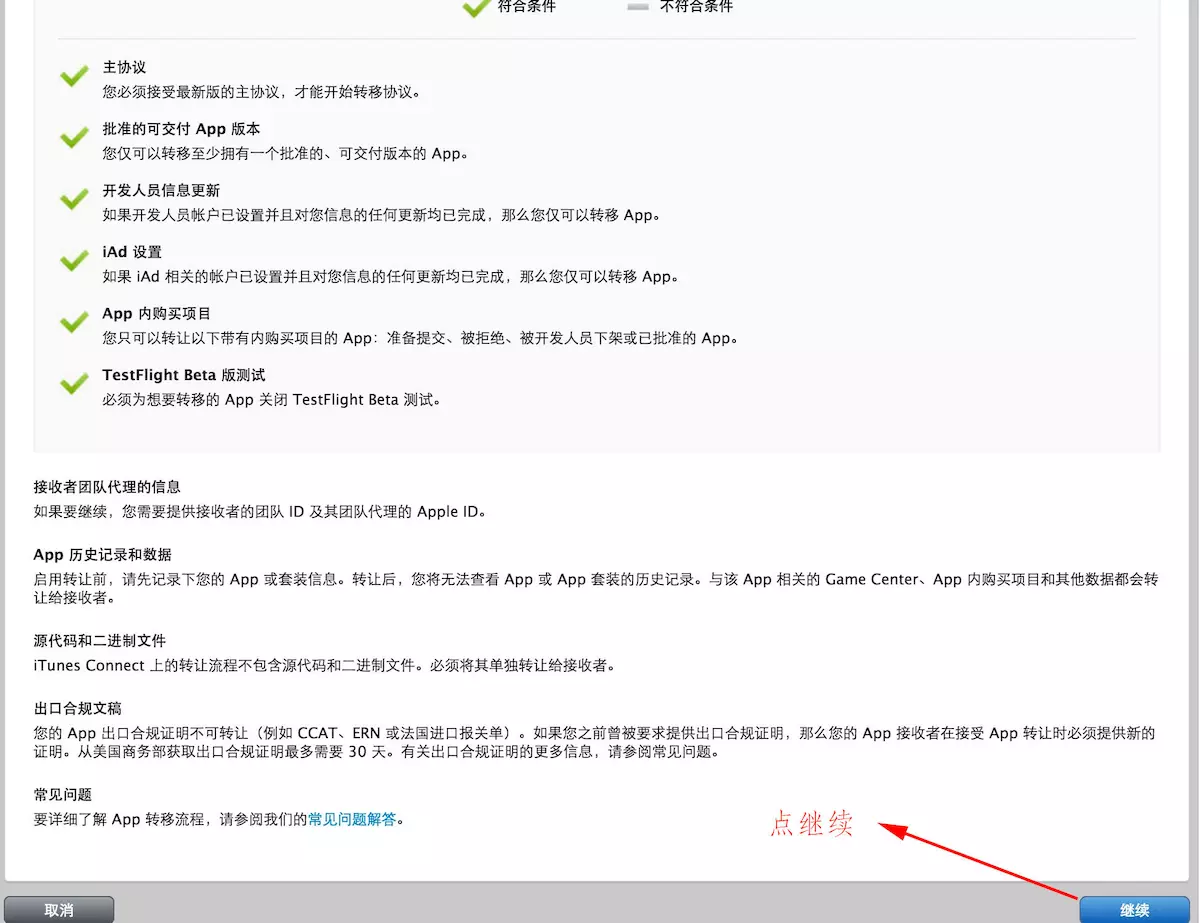 符合条件 不符合条件
主协议
您必须接受最新版的主协议，才能开始转移协议。
批准的可交付 App 版本
您仅可以转移至少拥有一个批准的、可交付版本的 App。
开发人员信息更新
如果开发人员帐户已设置并且对您信息的任何更新均已完成，那么您仅可以转移 App。
iAd 设置
如果 iAd 相关的帐户已设置并且对您信息的任何更新均已完成，那么您仅可以转移 App。
App 内购买项目
您只可以转让以下带有内购买项目的 App：准备提交、被拒绝、被开发人员下架或已批准的 App。
TestFlight Beta 版测试
必须为想要转移的 App 关闭 TestFlight Beta 测试。
接收者团队代理的信息
如果要继续，您需要提供接收者的团队 ID 及其团队代理的 Apple ID。
App 历史记录和数据
启用转让前，请先记录下您的 App 或套装信息。转让后，您将无法查看 App 或 App 套装的历史记录。与该 App 相关的 Game Center、App 内购买项目和其他数据都会转
让给接收者。
源代码和二进制文件
iTunes Connect 上的转让流程不包含源代码和二进制文件。必须将其单独转让给接收者。
出口合规文稿
您的 App 出口合规证明不可转让（例如 CCAT、ERN 或法国进口报关单）。如果您之前曾被要求提供出口合规证明，那么您的 App 接收者在接受 App 转让时必须提供新的
证明。从美国商务部获取出口合规证明最多需要 30 天。有关出口合规证明的更多信息，请参阅常见问题。
常见问题
要详细了解 App 转移流程，请参阅我们的常见问题解答。
点继续
取消 继续